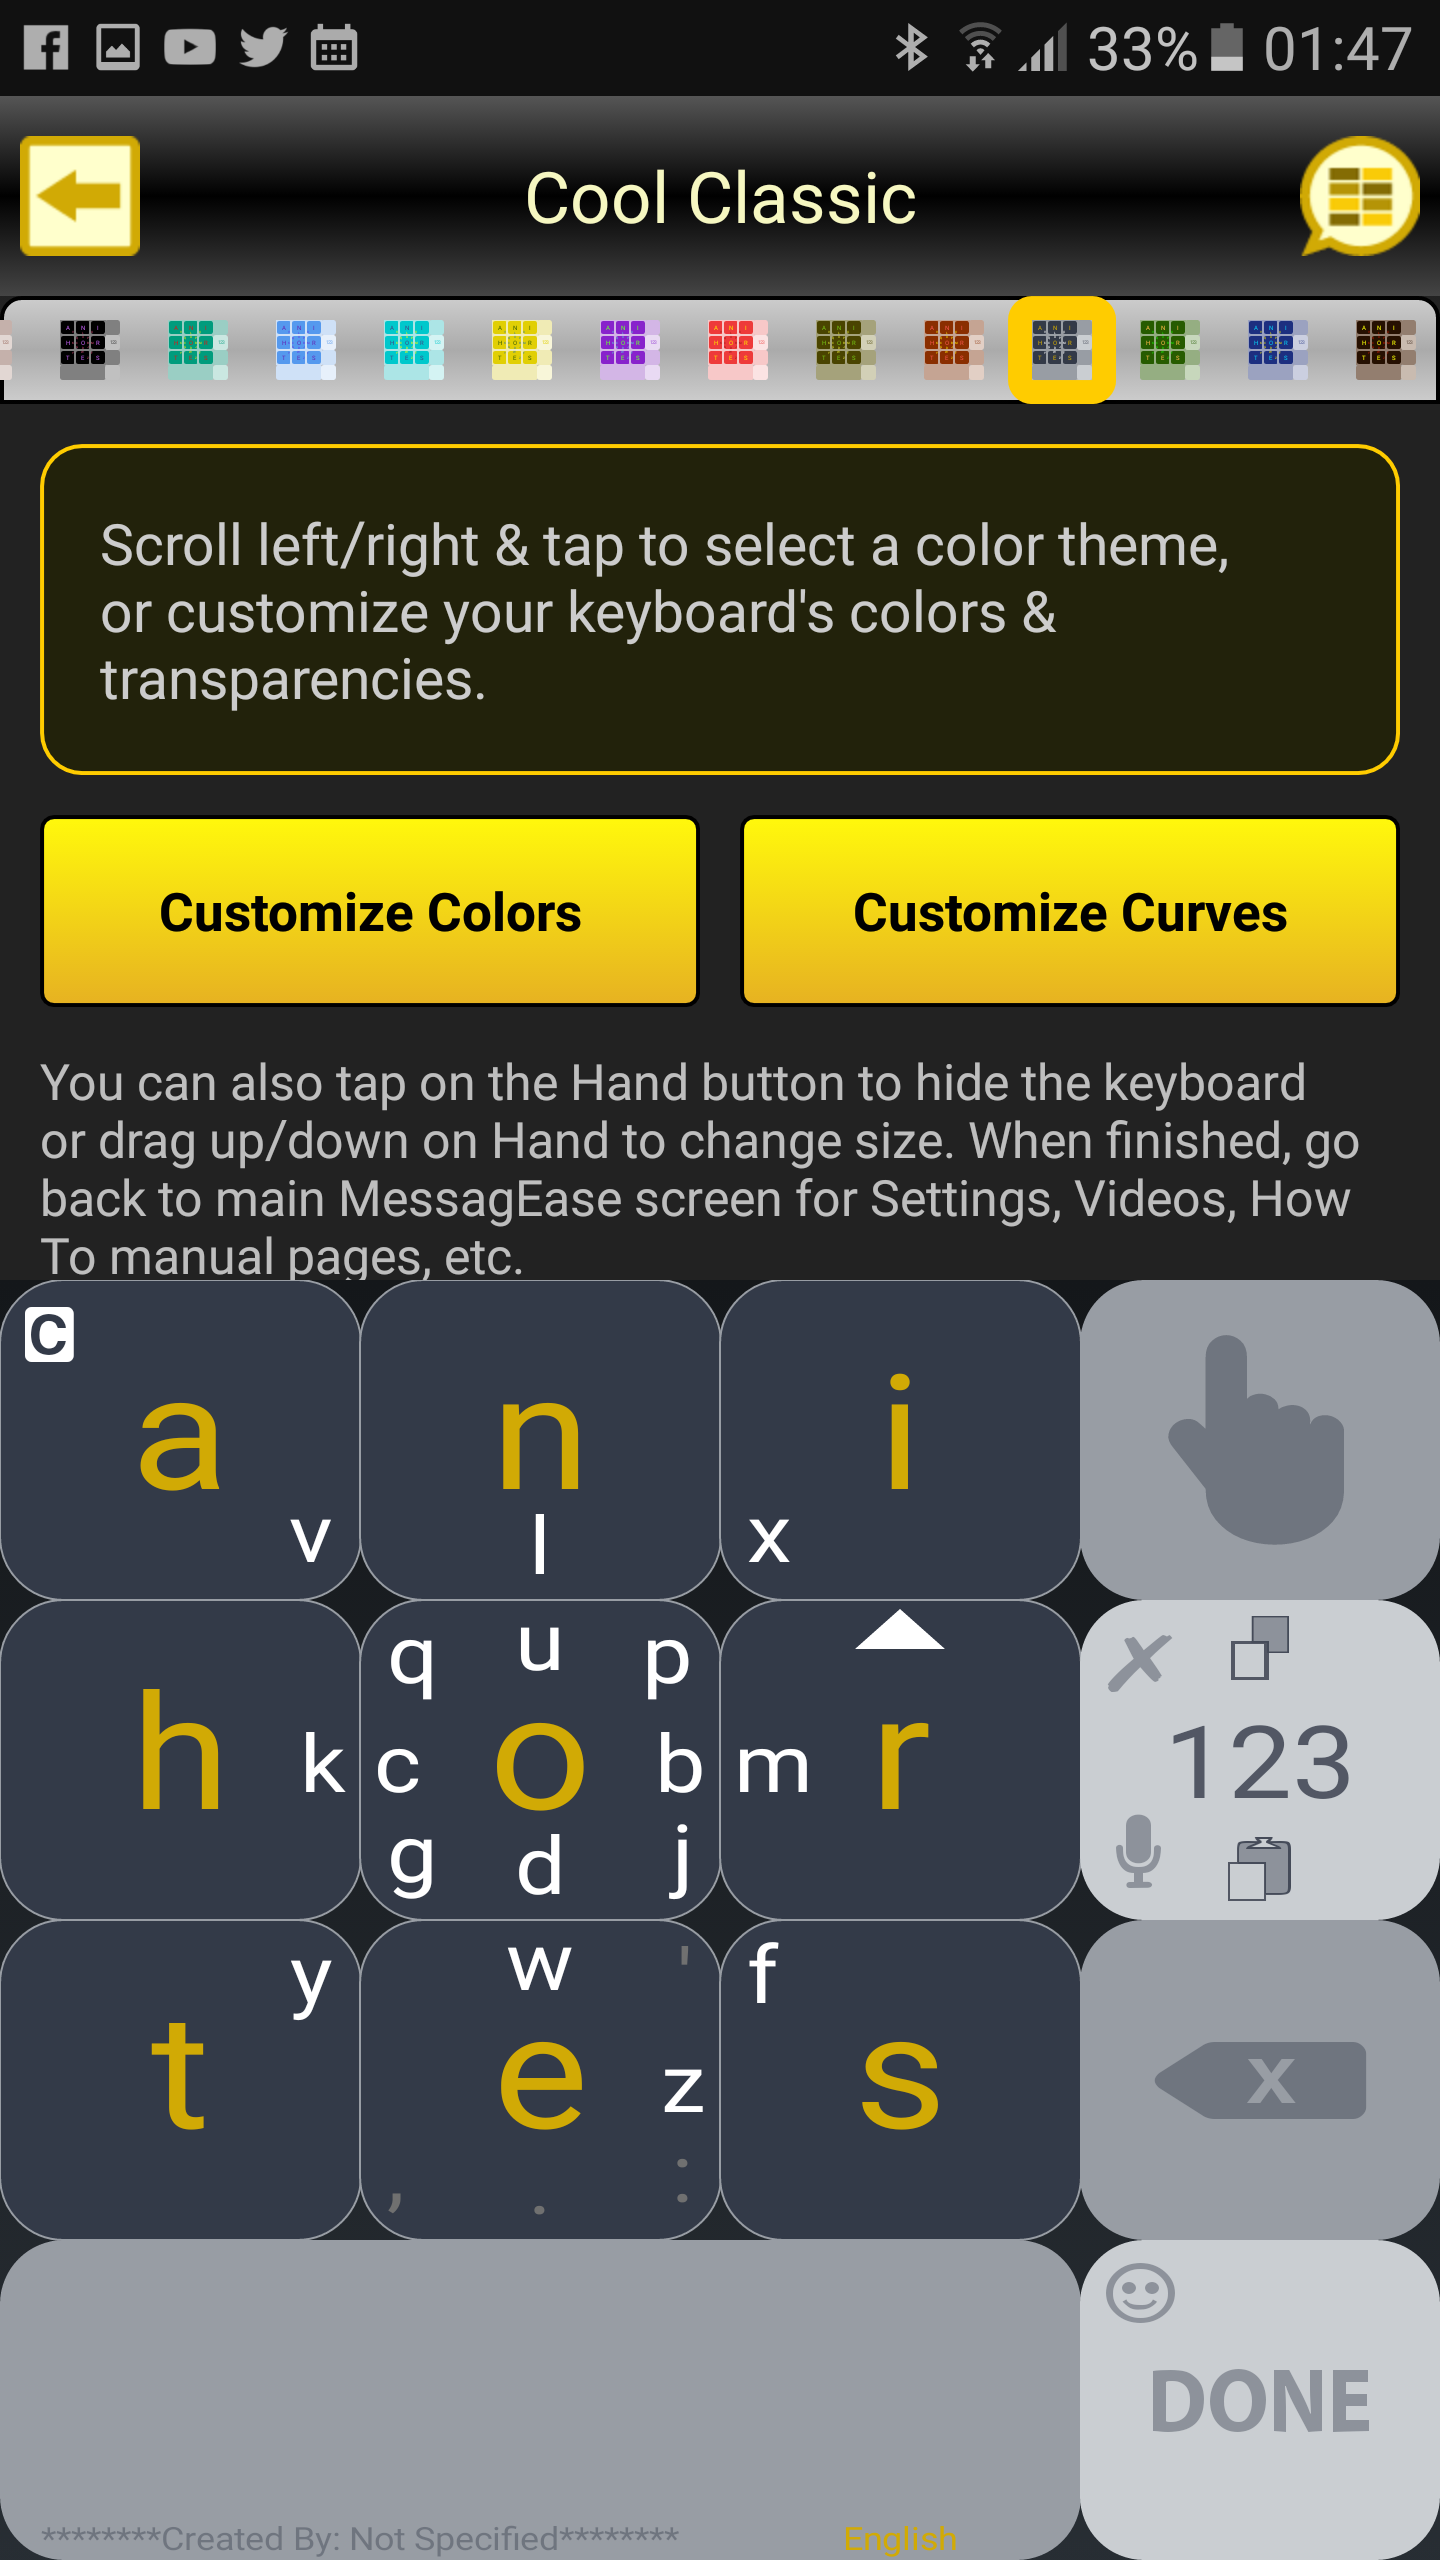 33% 01:47
Cool Classic
Scroll left/right & tap to select a color theme,
or customize your keyboard's colors &
transparencies.
Customize Colors
Customize Curves
You can also tap on the Hand button to hide the keyboard
or drag up/down on Hand to change size. When finished, go
back to main MessagEase screen for Settings, Videos, How
To manual pages, etc.
C
a n i
v l x
q u p
h k c o b m r 123
g d j
y w ' f
t e z s X
, . :
DONE
********Created By: Not Specified******** English